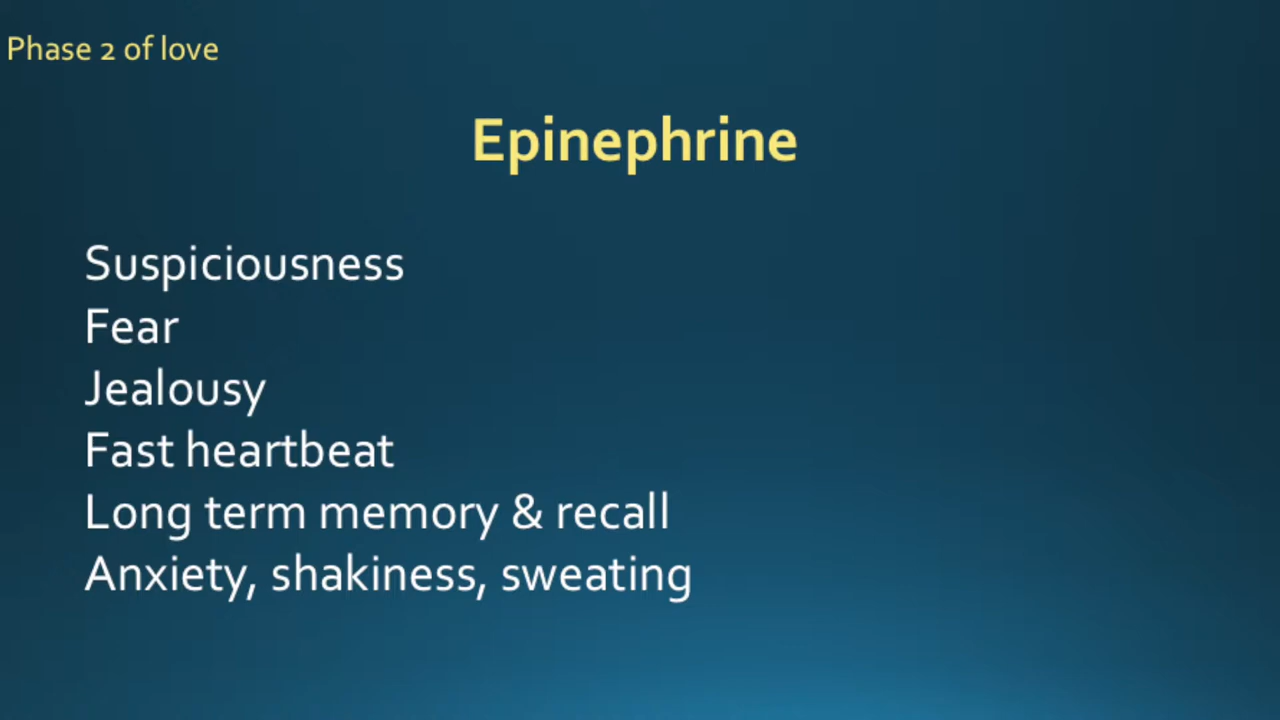 Phase 2 of love
Epinephrine
Suspiciousness
Fear
Jealousy
Fast heartbeat
Long term memory & recall
Anxiety, shakiness, sweating